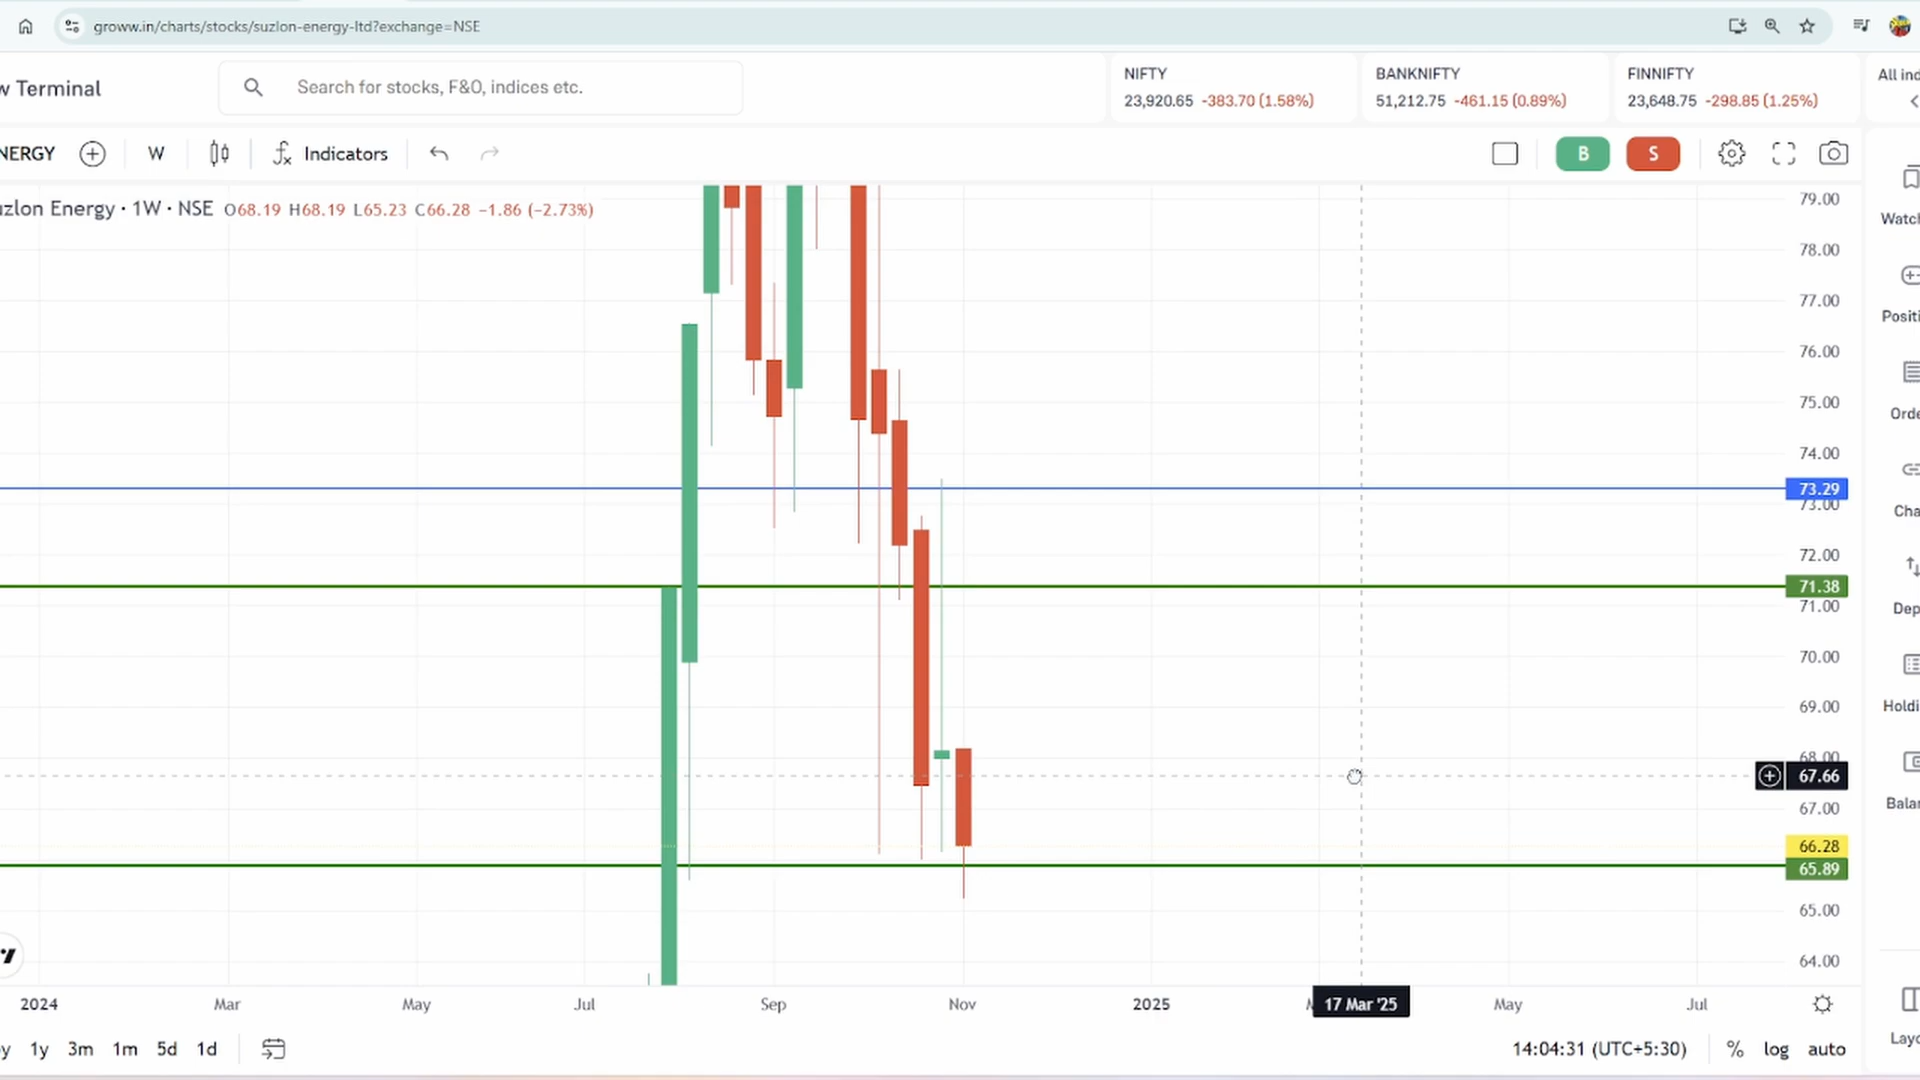 groww.in/charts/stocks/suzlon-energy-ltd?exchange=NSE
w Terminal
Search for stocks, F&O, indices etc.
NIFTY
23,920.65 -383.70 (1.58%)
BANKNIFTY
51,212.75 -461.15 (0.89%)
FINNIFTY
23,648.75 -298.85 (1.25%)
All ind
NERGY
W
Indicators
B
S
uzlon Energy · 1W · NSE O68.19 H68.19 L65.23 C66.28 −1.86 (−2.73%)
79.00
78.00
77.00
76.00
75.00
74.00
73.29
73.00
72.00
71.38
71.00
70.00
69.00
68.00
67.66
67.00
66.28
65.89
65.00
64.00
Watch
Positi
Orde
Cha
Dep
Holdi
Balan
Layo
2024
Mar
May
Jul
Sep
Nov
2025
17 Mar '25
May
Jul
y
1y
3m
1m
5d
1d
14:04:31 (UTC+5:30)
%
log
auto